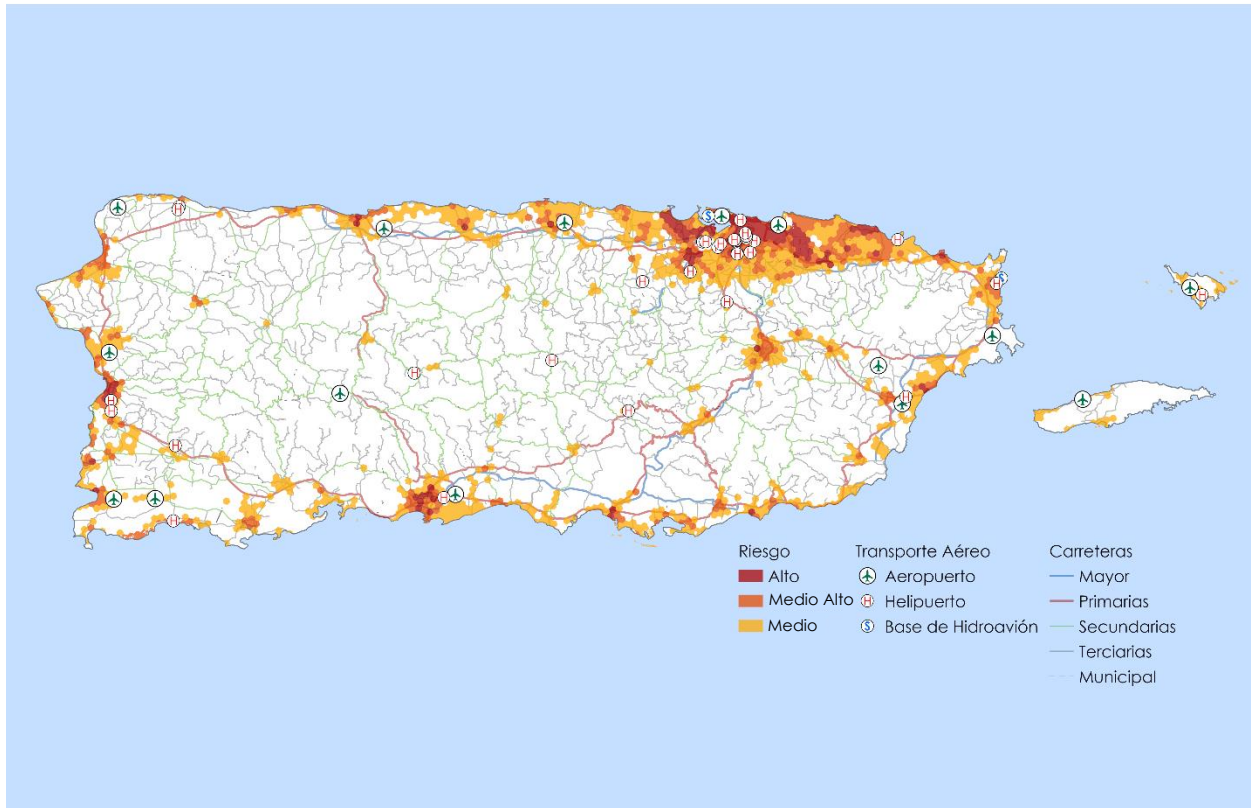 Riesgo
Alto
Medio Alto
Medio
Transporte Aéreo
Aeropuerto
Helipuerto
Base de Hidroavión
Carreteras
Mayor
Primarias
Secundarias
Terciarias
Municipal